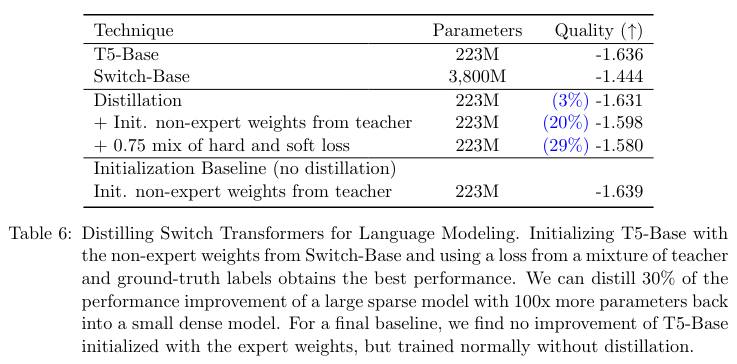 Technique Parameters Quality (↑)
T5-Base 223M -1.636
Switch-Base 3,800M -1.444
Distillation 223M (3%) -1.631
+ Init. non-expert weights from teacher 223M (20%) -1.598
+ 0.75 mix of hard and soft loss 223M (29%) -1.580
Initialization Baseline (no distillation)
Init. non-expert weights from teacher 223M -1.639
Table 6: Distilling Switch Transformers for Language Modeling. Initializing T5-Base with
the non-expert weights from Switch-Base and using a loss from a mixture of teacher
and ground-truth labels obtains the best performance. We can distill 30% of the
performance improvement of a large sparse model with 100x more parameters back
into a small dense model. For a final baseline, we find no improvement of T5-Base
initialized with the expert weights, but trained normally without distillation.